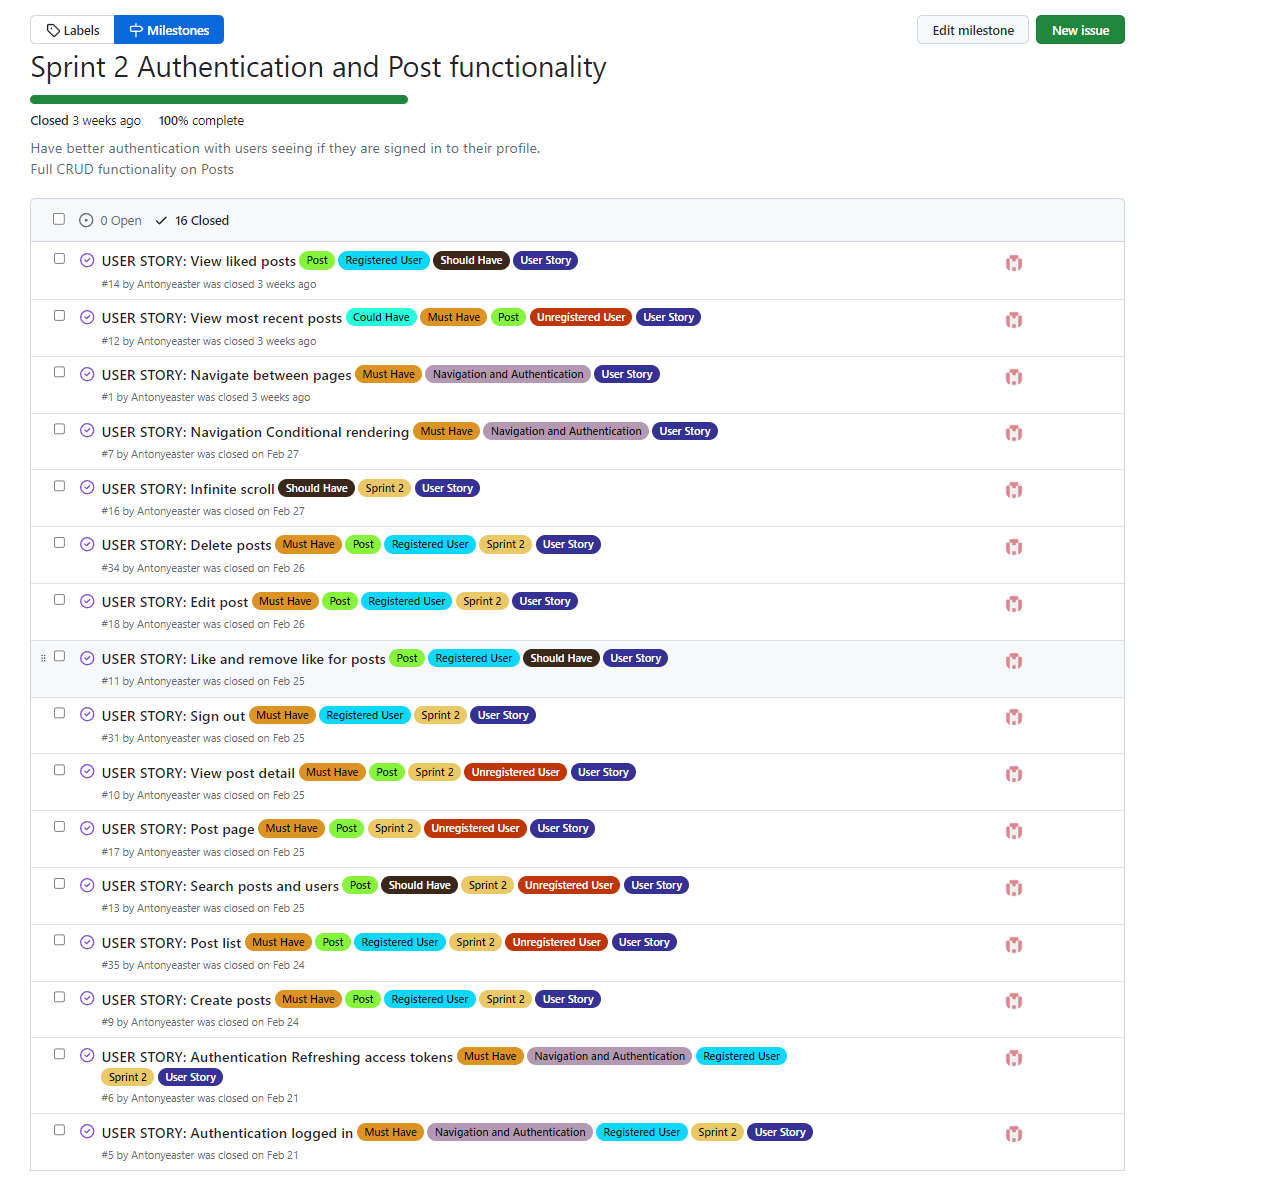 Labels Milestones Edit milestone New issue
Sprint 2 Authentication and Post functionality
Closed 3 weeks ago 100% complete
Have better authentication with users seeing if they are signed in to their profile.
Full CRUD functionality on Posts
0 Open 16 Closed
USER STORY: View liked posts Post Registered User Should Have User Story
#14 by Antonyeaster was closed 3 weeks ago
USER STORY: View most recent posts Could Have Must Have Post Unregistered User User Story
#12 by Antonyeaster was closed 3 weeks ago
USER STORY: Navigate between pages Must Have Navigation and Authentication User Story
#1 by Antonyeaster was closed 3 weeks ago
USER STORY: Navigation Conditional rendering Must Have Navigation and Authentication User Story
#7 by Antonyeaster was closed on Feb 27
USER STORY: Infinite scroll Should Have Sprint 2 User Story
#16 by Antonyeaster was closed on Feb 27
USER STORY: Delete posts Must Have Post Registered User Sprint 2 User Story
#34 by Antonyeaster was closed on Feb 26
USER STORY: Edit post Must Have Post Registered User Sprint 2 User Story
#18 by Antonyeaster was closed on Feb 26
USER STORY: Like and remove like for posts Post Registered User Should Have User Story
#11 by Antonyeaster was closed on Feb 25
USER STORY: Sign out Must Have Registered User Sprint 2 User Story
#31 by Antonyeaster was closed on Feb 25
USER STORY: View post detail Must Have Post Sprint 2 Unregistered User User Story
#10 by Antonyeaster was closed on Feb 25
USER STORY: Post page Must Have Post Sprint 2 Unregistered User User Story
#17 by Antonyeaster was closed on Feb 25
USER STORY: Search posts and users Post Should Have Sprint 2 Unregistered User User Story
#13 by Antonyeaster was closed on Feb 25
USER STORY: Post list Must Have Post Registered User Sprint 2 Unregistered User User Story
#35 by Antonyeaster was closed on Feb 24
USER STORY: Create posts Must Have Post Registered User Sprint 2 User Story
#9 by Antonyeaster was closed on Feb 24
USER STORY: Authentication Refreshing access tokens Must Have Navigation and Authentication Registered User
Sprint 2 User Story
#6 by Antonyeaster was closed on Feb 21
USER STORY: Authentication logged in Must Have Navigation and Authentication Registered User Sprint 2 User Story
#5 by Antonyeaster was closed on Feb 21